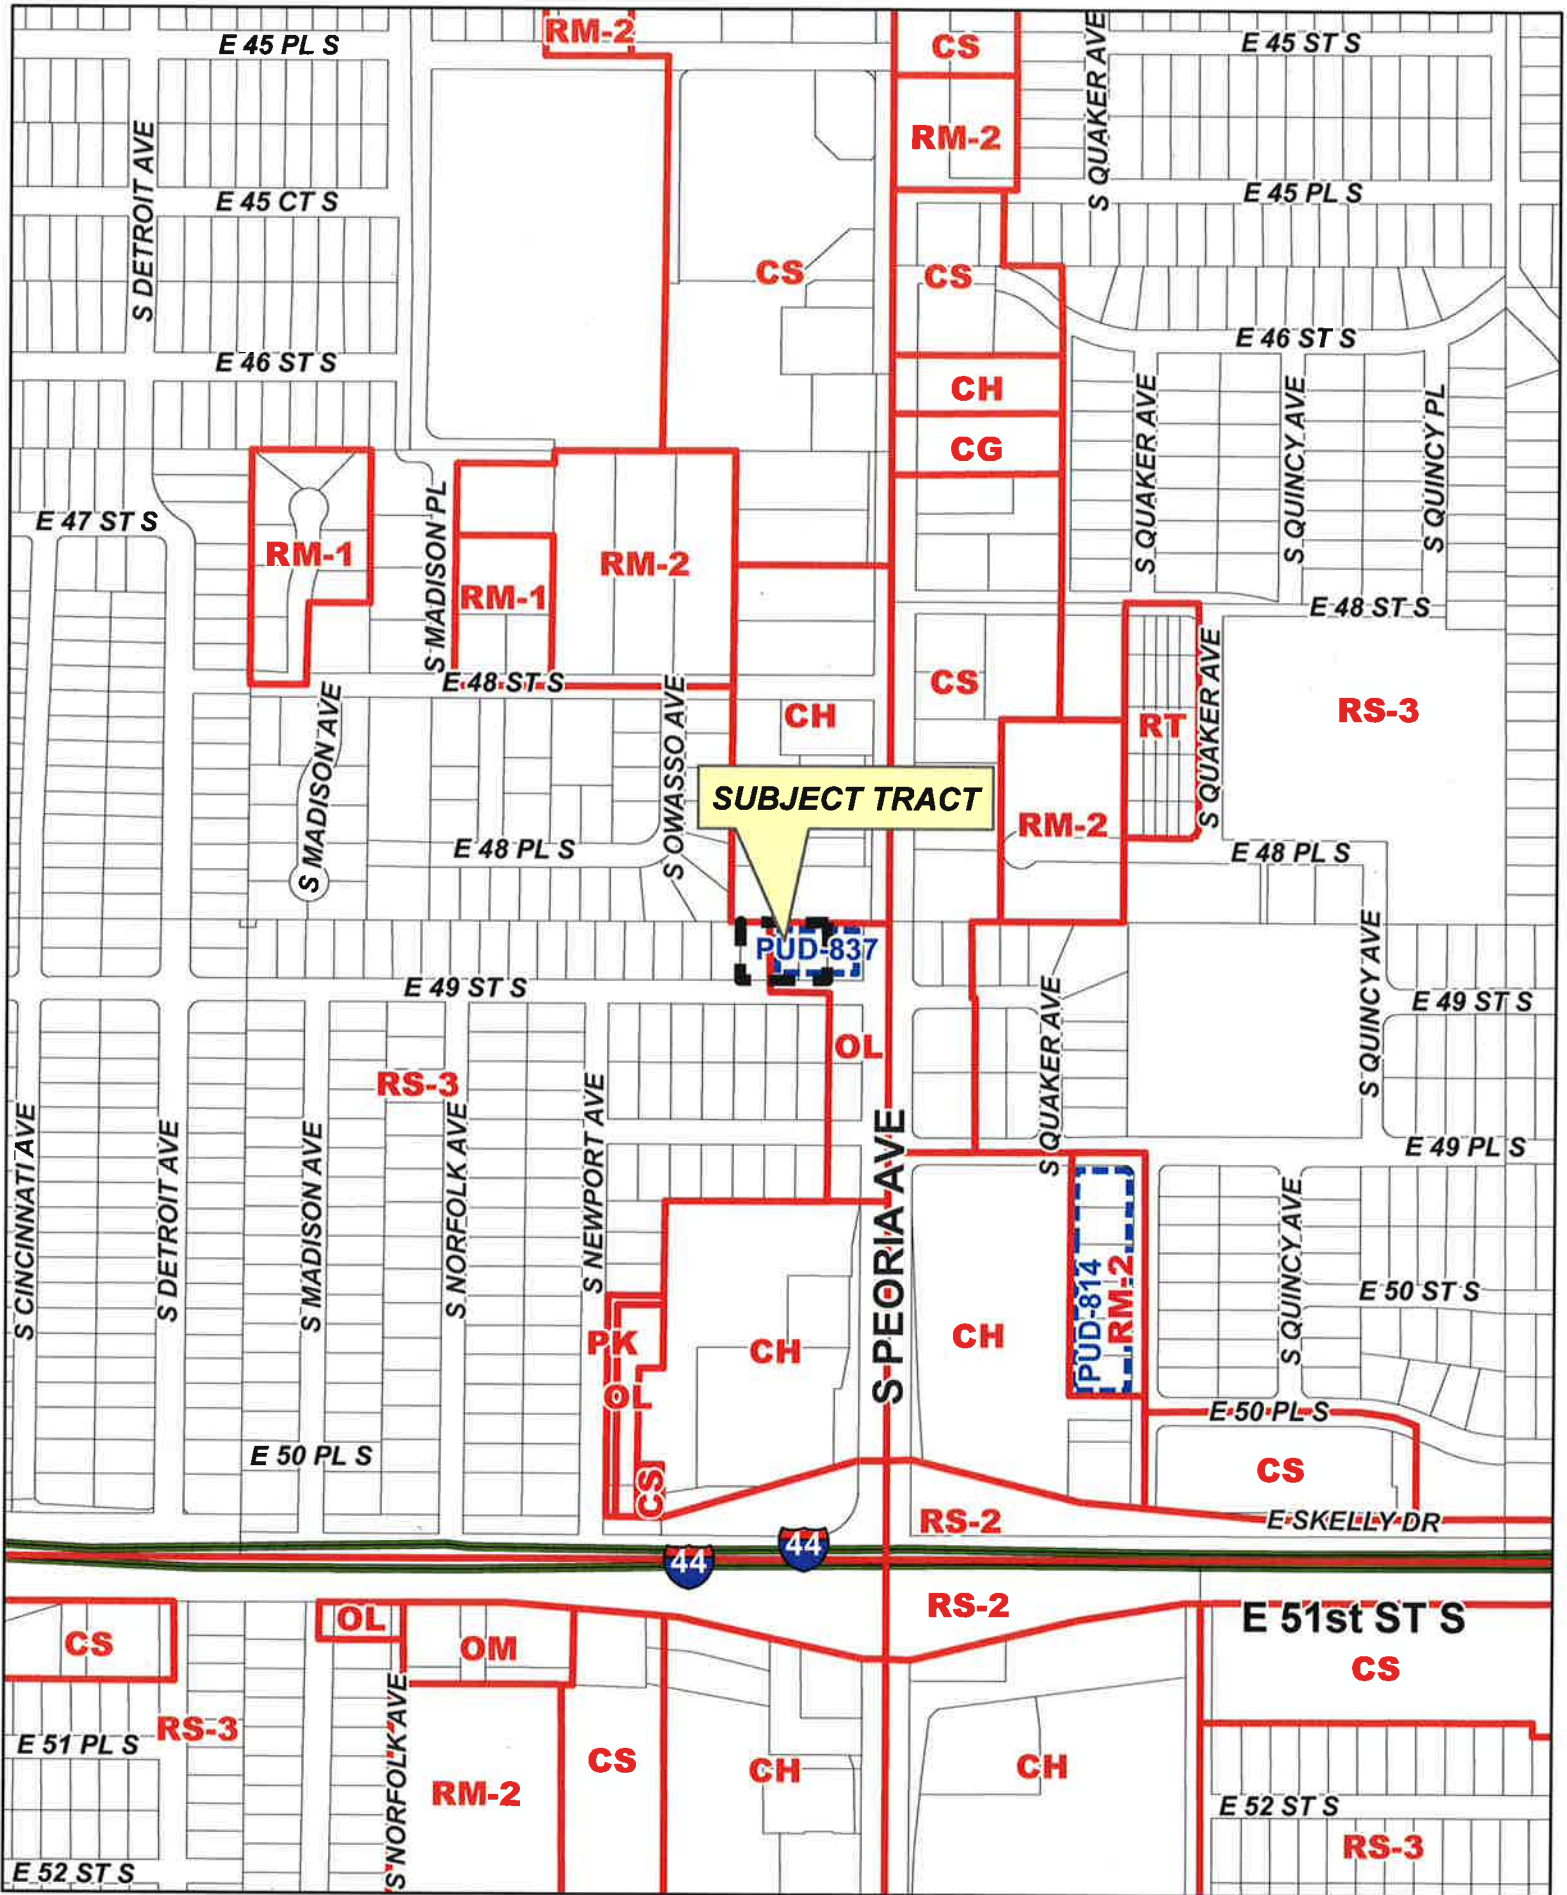 RM-2
E 45 PL S
CS
S QUAKER AVE
E 45 ST S
RM-2
S DETROIT AVE
E 45 CT S
E 45 PL S
CS
CS
E 46 ST S
E 46 ST S
CH
CG
S QUAKER AVE
S QUINCY AVE
S QUINCY PL
E 47 ST S
S MADISON PL
RM-1
RM-2
RM-1
E 48 ST S
E 48 ST S
S MADISON AVE
S OWASSO AVE
CS
CH
RT
S QUAKER AVE
RS-3
SUBJECT TRACT
RM-2
E 48 PL S
E 48 PL S
PUD-837
E 49 ST S
S QUINCY AVE
E 49 ST S
S QUAKER AVE
OL
RS-3
S CINCINNATI AVE
S DETROIT AVE
S MADISON AVE
S NORFOLK AVE
S NEWPORT AVE
S PEORIA AVE
E 49 PL S
PUD-814
RM-2
S QUINCY AVE
E 50 ST S
PK
CH
CH
OL
E 50 PL S
E 50 PL S
CS
CS
RS-2
E SKELLY DR
44
44
RS-2
E 51st ST S
OL
CS
OM
CS
S NORFOLK AVE
RS-3
E 51 PL S
CS
CH
CH
RM-2
E 52 ST S
RS-3
E 52 ST S